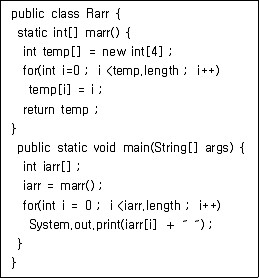 public class Rarr {
static int[] marr() {
int temp[] = new int[4] ;
for(int i=0 ; i <temp.length ; i++)
temp[i] = i ;
return temp ;
}
public static void main(String[] args) {
int iarr[] ;
iarr = marr() ;
for(int i = 0 ; i <iarr.length ; i++)
System.out.print(iarr[i] + " ") ;
}
}